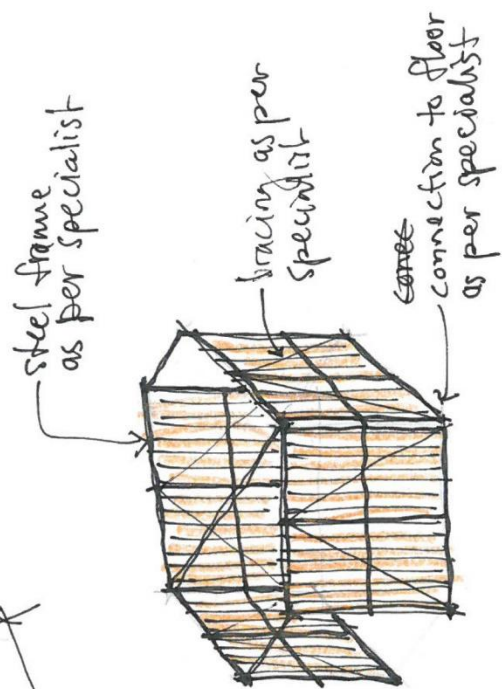 steel frame
as per specialist
bracing as per
specialist
connection to floor
as per specialist